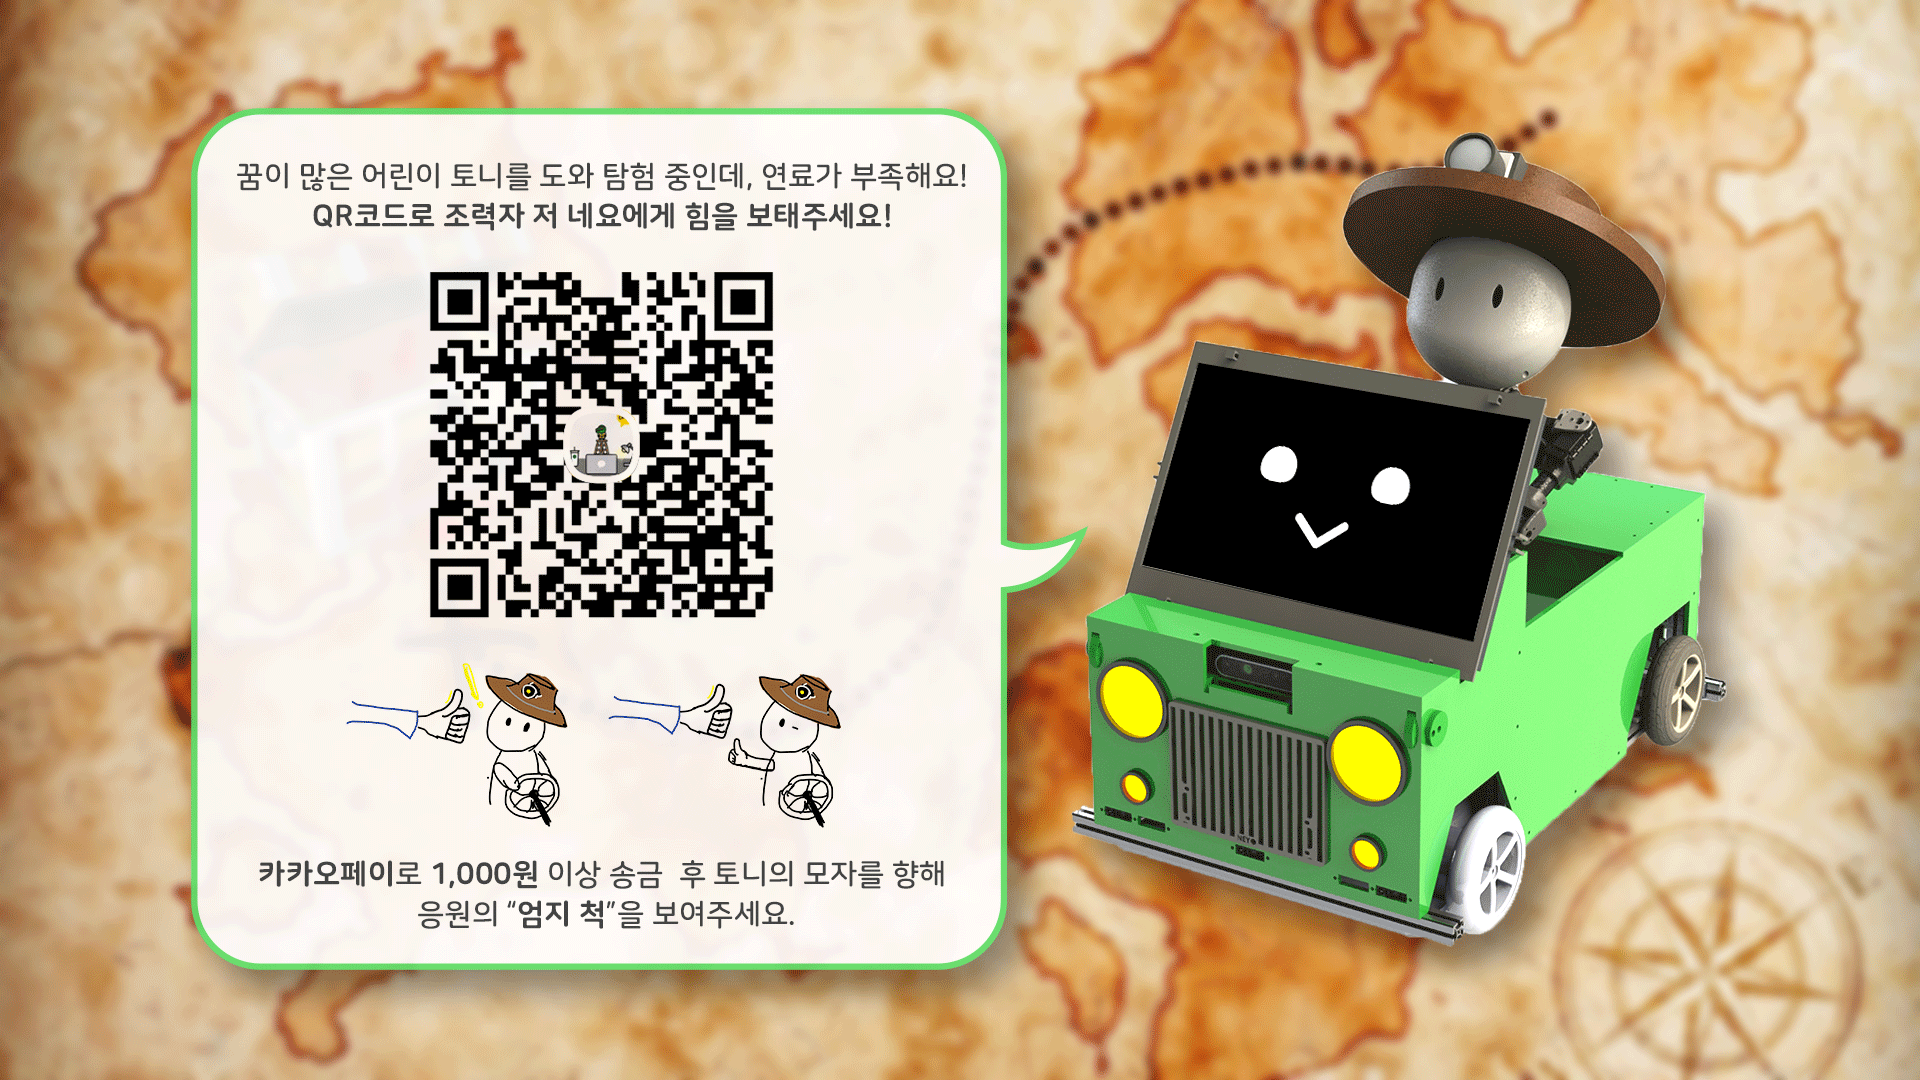 꿈이 많은 어린이 토니를 도와 탐험 중인데, 연료가 부족해요!
QR코드로 조력자 저 네요에게 힘을 보태주세요!
카카오페이로 1,000원 이상 송금 후 토니의 모자를 향해
응원의 “엄지 척”을 보여주세요.